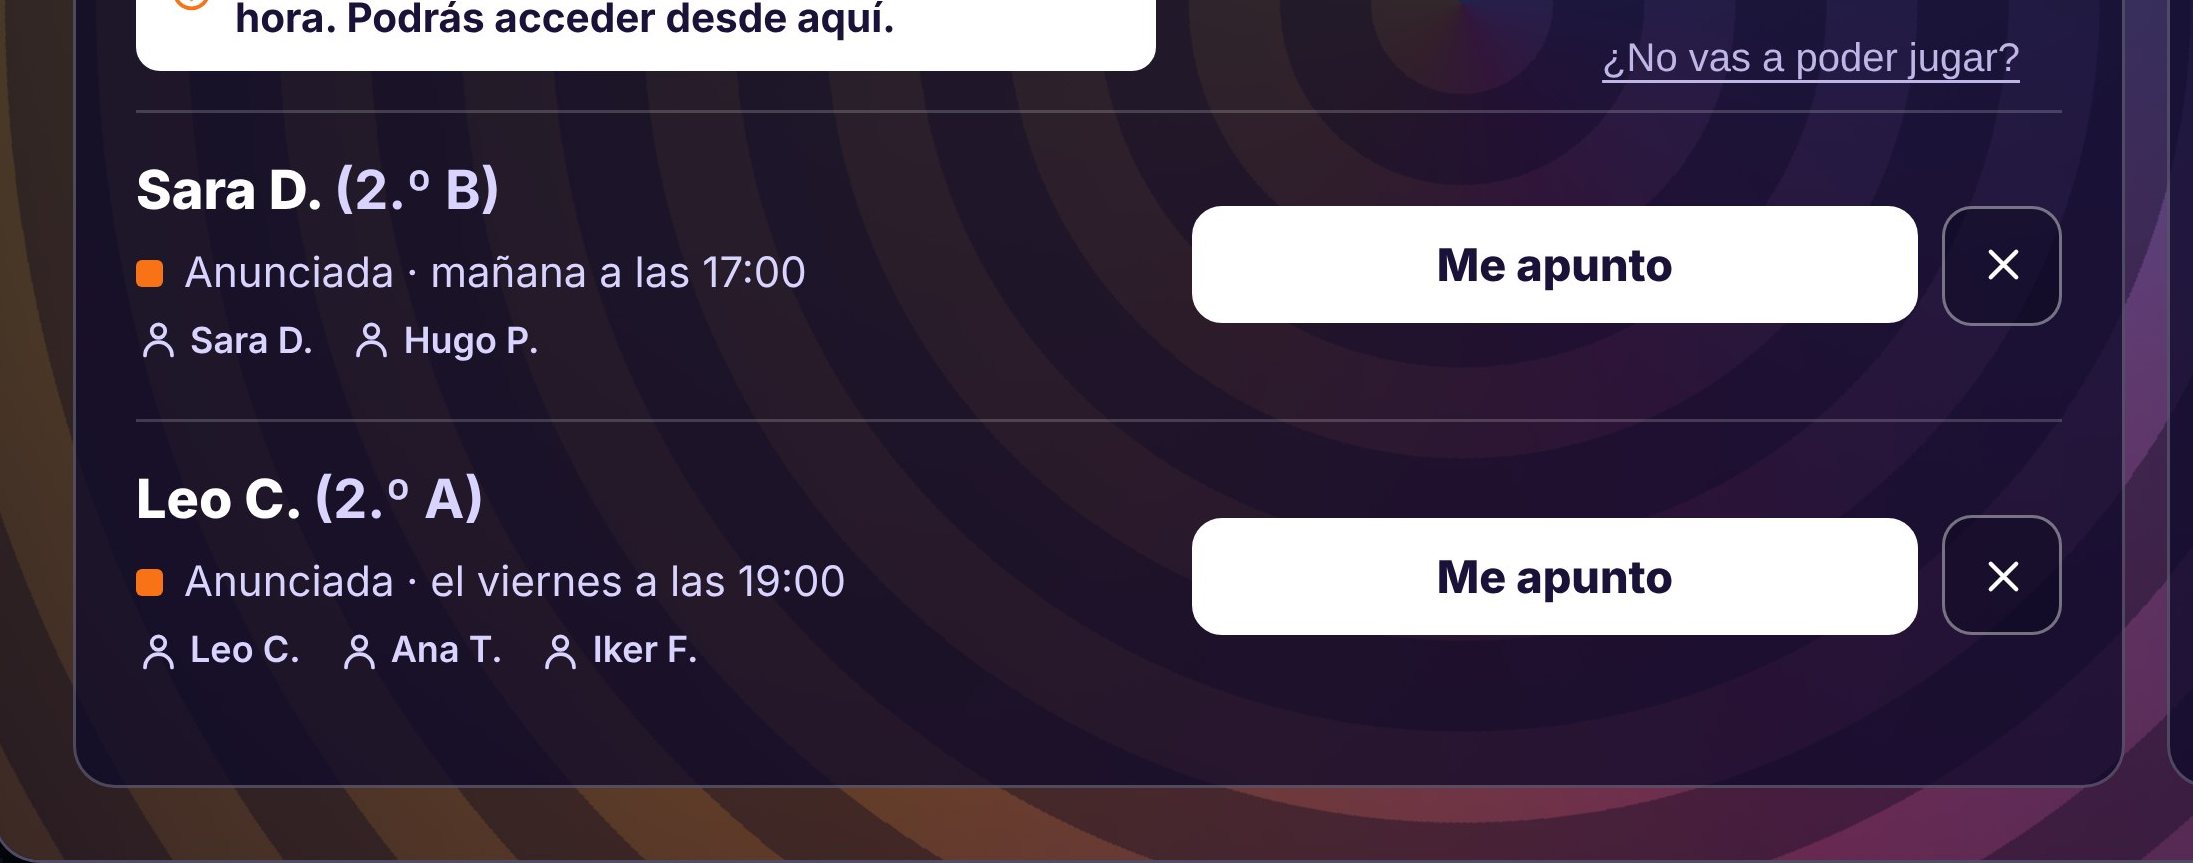 hora. Podrás acceder desde aquí.
¿No vas a poder jugar?
Sara D. (2.º B)
Anunciada · mañana a las 17:00
Sara D. Hugo P.
Me apunto
Leo C. (2.º A)
Anunciada · el viernes a las 19:00
Leo C. Ana T. Iker F.
Me apunto